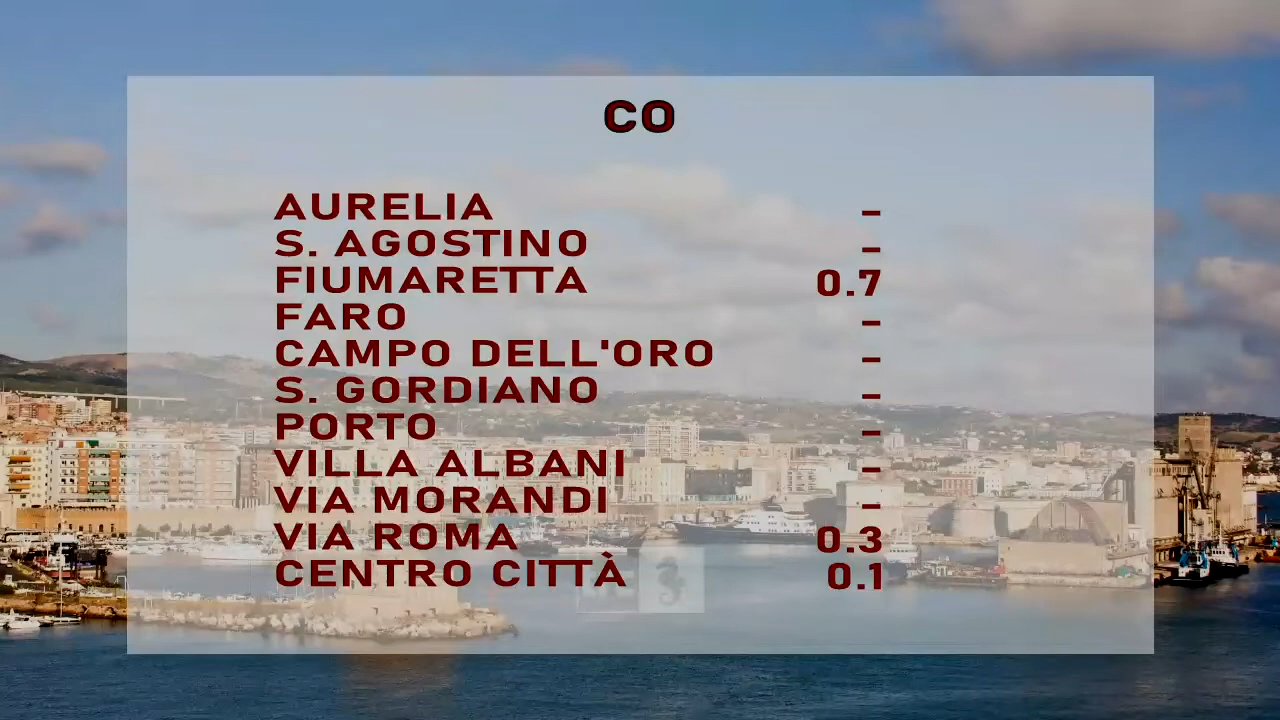 CO
AURELIA –
S. AGOSTINO –
FIUMARETTA 0.7
FARO –
CAMPO DELL'ORO –
S. GORDIANO –
PORTO –
VILLA ALBANI –
VIA MORANDI –
VIA ROMA 0.3
CENTRO CITTÀ 0.1